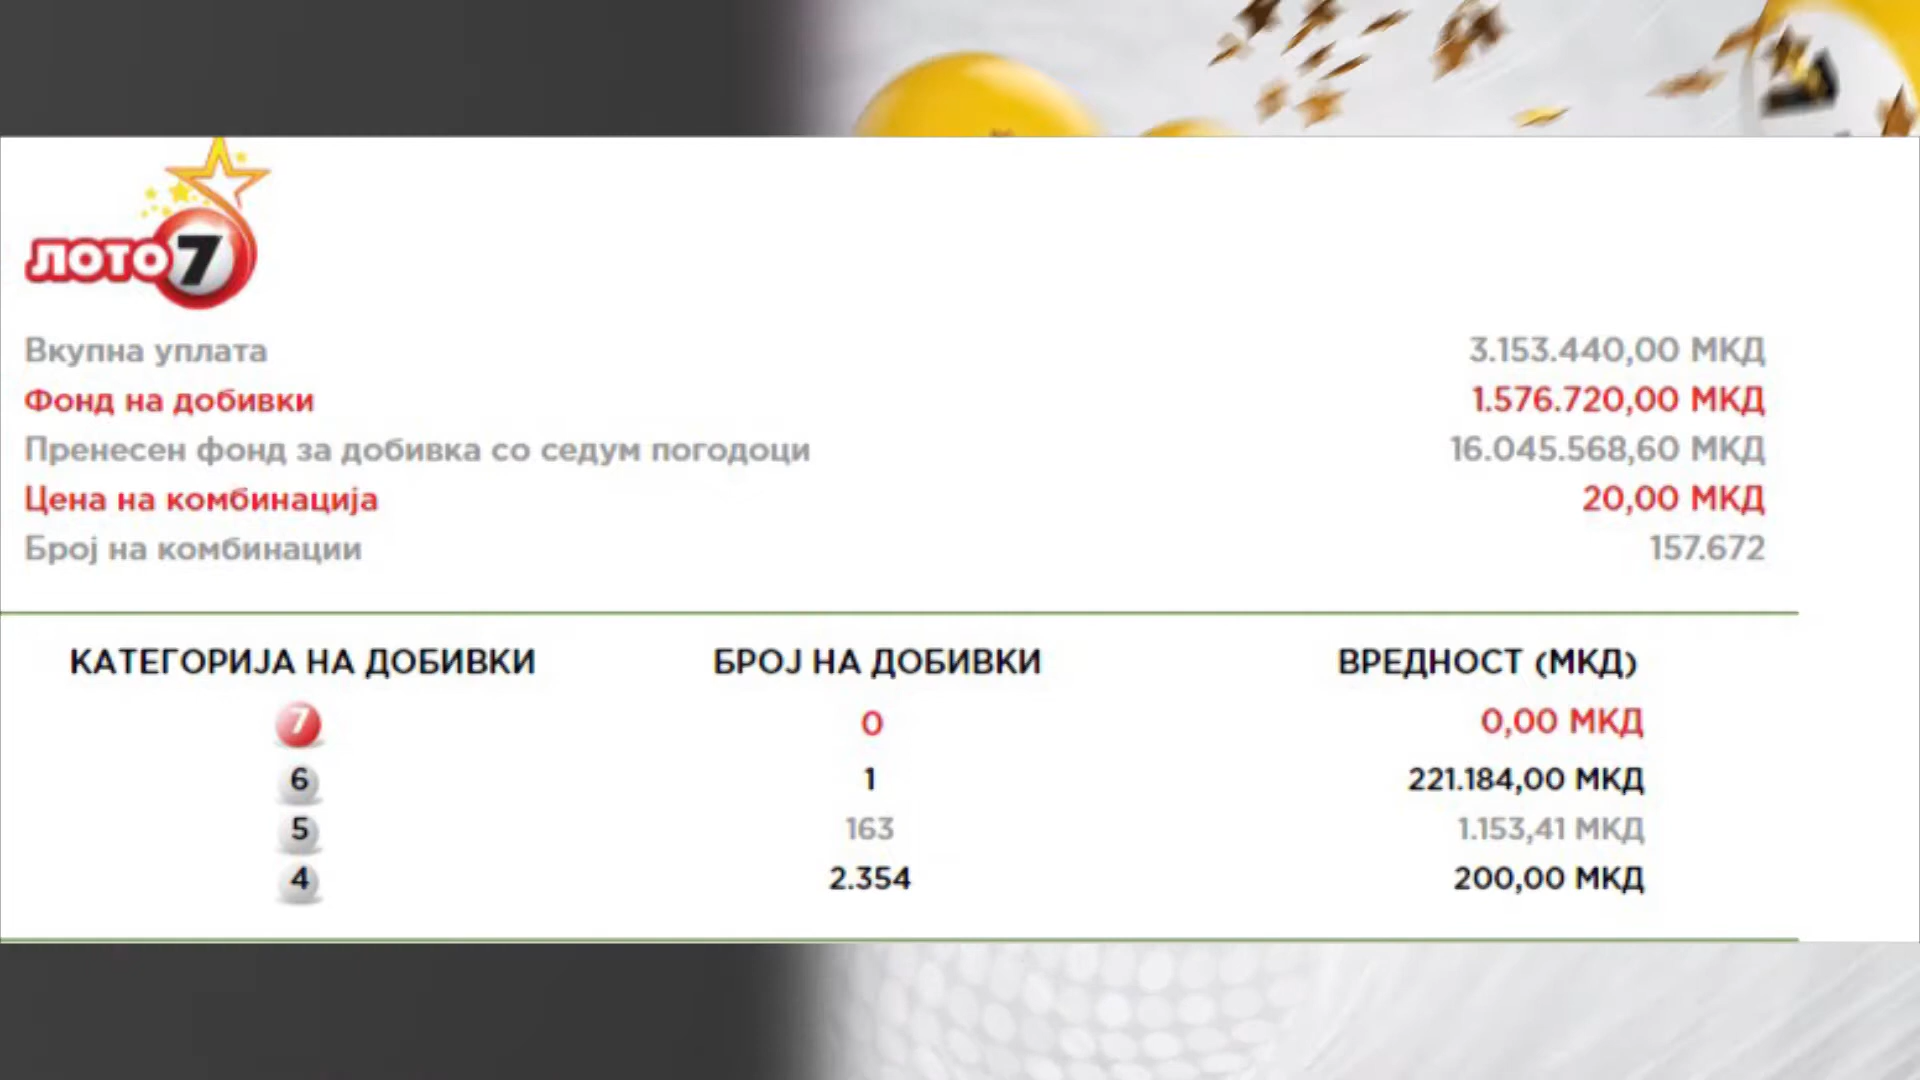 ЛОТО 7
Вкупна уплата 3.153.440,00 МКД
Фонд на добивки 1.576.720,00 МКД
Пренесен фонд за добивка со седум погодоци 16.045.568,60 МКД
Цена на комбинација 20,00 МКД
Број на комбинации 157.672
КАТЕГОРИЈА НА ДОБИВКИ БРОЈ НА ДОБИВКИ ВРЕДНОСТ (МКД)
7 0 0,00 МКД
6 1 221.184,00 МКД
5 163 1.153,41 МКД
4 2.354 200,00 МКД